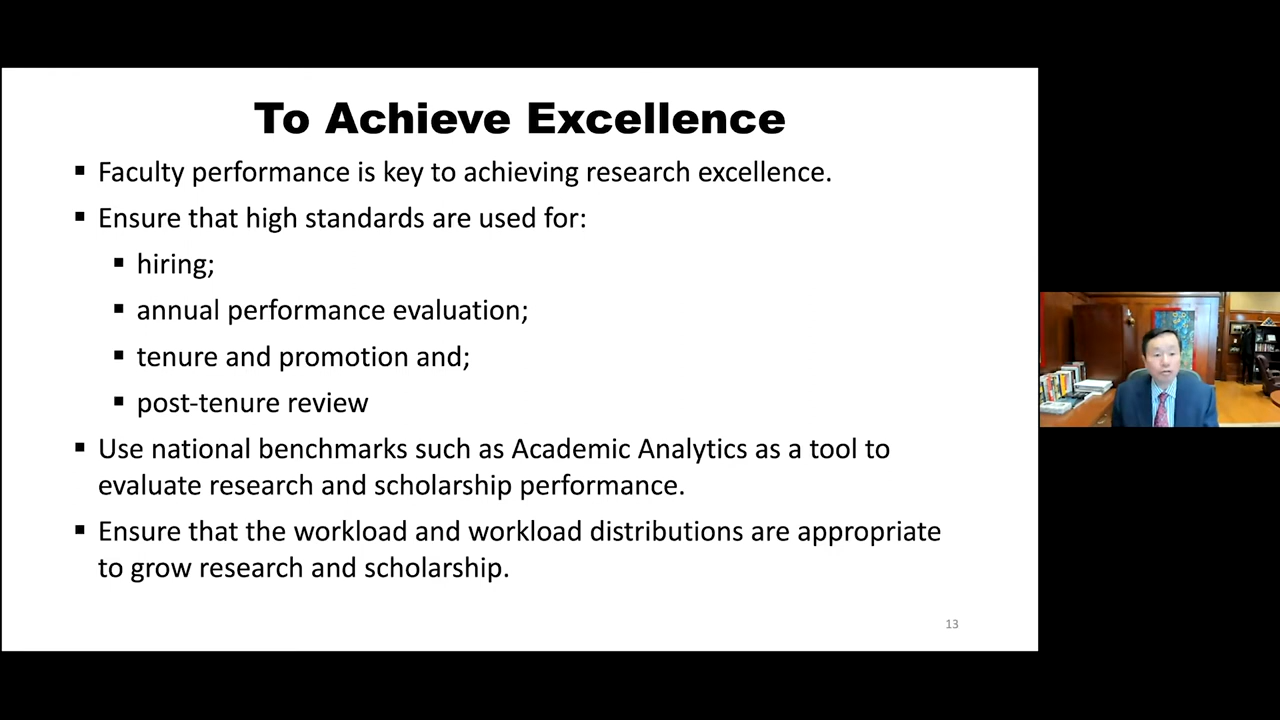 To Achieve Excellence
▪ Faculty performance is key to achieving research excellence.
▪ Ensure that high standards are used for:
▪ hiring;
▪ annual performance evaluation;
▪ tenure and promotion and;
▪ post-tenure review
▪ Use national benchmarks such as Academic Analytics as a tool to
evaluate research and scholarship performance.
▪ Ensure that the workload and workload distributions are appropriate
to grow research and scholarship.
13